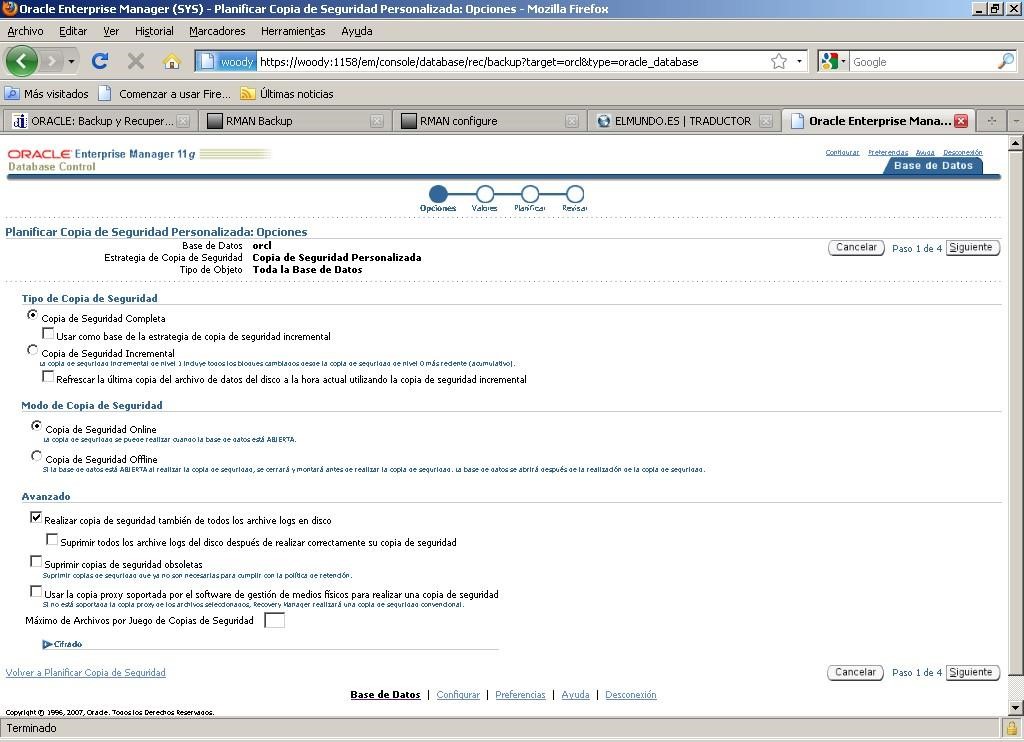 Oracle Enterprise Manager (SYS) - Planificar Copia de Seguridad Personalizada: Opciones - Mozilla Firefox
Archivo Editar Ver Historial Marcadores Herramientas Ayuda
woody https://woody:1158/em/console/database/rec/backup?target=orcl&type=oracle_database Google
Más visitados Comenzar a usar Fire... Últimas noticias
ORACLE: Backup y Recuper... RMAN Backup RMAN configure ELMUNDO.ES | TRADUCTOR Oracle Enterprise Mana...
ORACLE Enterprise Manager 11g
Database Control
Configurar Preferencias Ayuda Desconexión
Base de Datos
Opciones Valores Planificar Revisar
Planificar Copia de Seguridad Personalizada: Opciones
Base de Datos orcl
Estrategia de Copia de Seguridad Copia de Seguridad Personalizada
Tipo de Objeto Toda la Base de Datos
Cancelar Paso 1 de 4 Siguiente
Tipo de Copia de Seguridad
Copia de Seguridad Completa
Usar como base de la estrategia de copia de seguridad incremental
Copia de Seguridad Incremental
La copia de seguridad incremental de nivel 1 incluye todos los bloques cambiados desde la copia de seguridad de nivel 0 más reciente (acumulativo).
Refrescar la última copia del archivo de datos del disco a la hora actual utilizando la copia de seguridad incremental
Modo de Copia de Seguridad
Copia de Seguridad Online
La copia de seguridad se puede realizar cuando la base de datos está ABIERTA.
Copia de Seguridad Offline
Si la base de datos está ABIERTA al realizar la copia de seguridad, se cerrará y montará antes de realizar la copia de seguridad. La base de datos se abrirá después de la realización de la copia de seguridad.
Avanzado
Realizar copia de seguridad también de todos los archive logs en disco
Suprimir todos los archive logs del disco después de realizar correctamente su copia de seguridad
Suprimir copias de seguridad obsoletas
Suprimir copias de seguridad que ya no son necesarias para cumplir con la política de retención.
Usar la copia proxy soportada por el software de gestión de medios físicos para realizar una copia de seguridad
Si no está soportada la copia proxy de los archivos seleccionados, Recovery Manager realizará una copia de seguridad convencional.
Máximo de Archivos por Juego de Copias de Seguridad
Cifrado
Volver a Planificar Copia de Seguridad
Cancelar Paso 1 de 4 Siguiente
Base de Datos | Configurar | Preferencias | Ayuda | Desconexión
Copyright © 1996, 2007, Oracle. Todos los Derechos Reservados.
Terminado